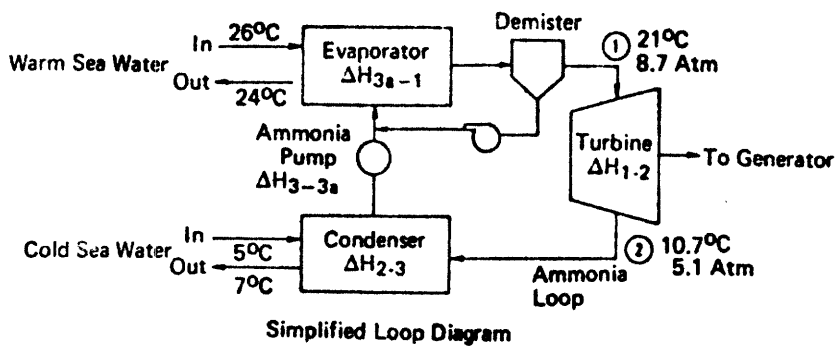 Demister
In 26°C
Warm Sea Water
Out
24°C
Evaporator
ΔH3a-1
① 21°C
8.7 Atm
Ammonia
Pump
ΔH3-3a
Turbine
ΔH1-2
To Generator
In
5°C
Cold Sea Water
Out
7°C
Condenser
ΔH2-3
② 10.7°C
5.1 Atm
Ammonia
Loop
Simplified Loop Diagram